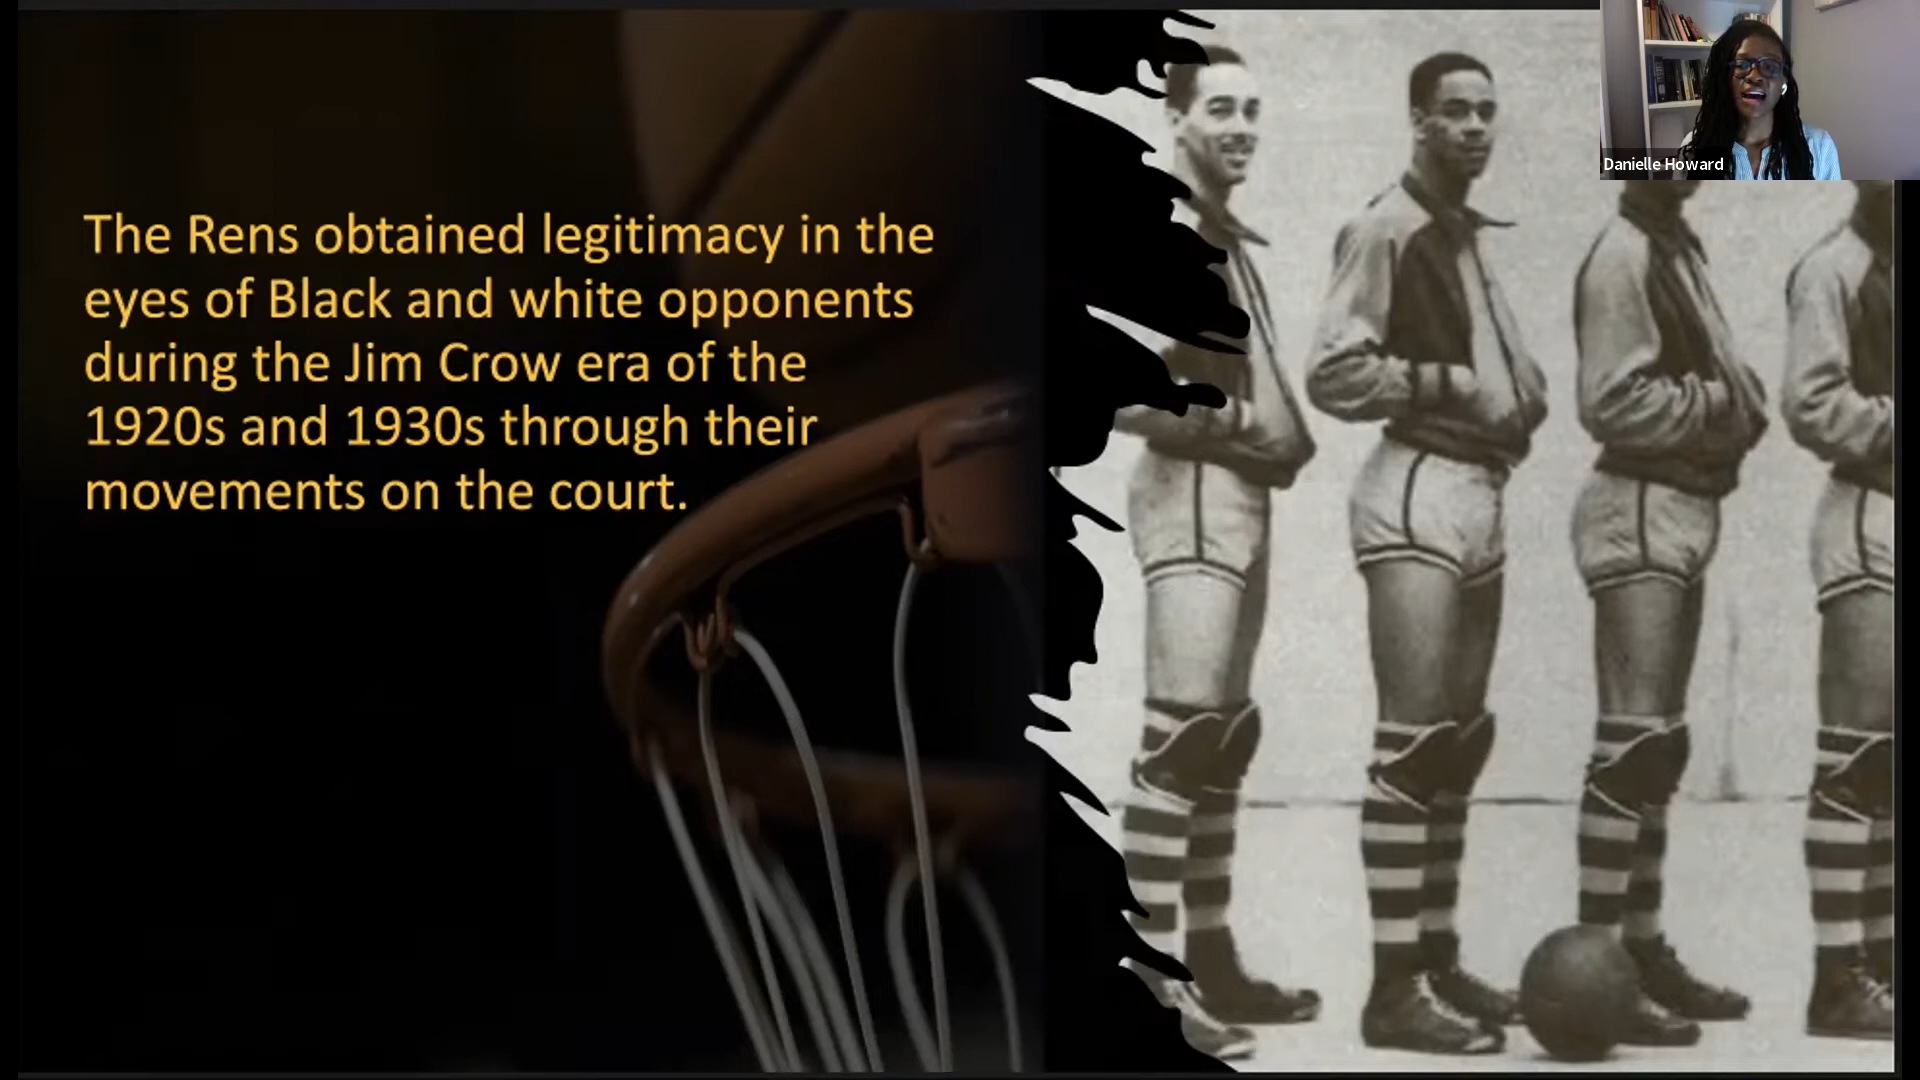 The Rens obtained legitimacy in the
eyes of Black and white opponents
during the Jim Crow era of the
1920s and 1930s through their
movements on the court.
Danielle Howard